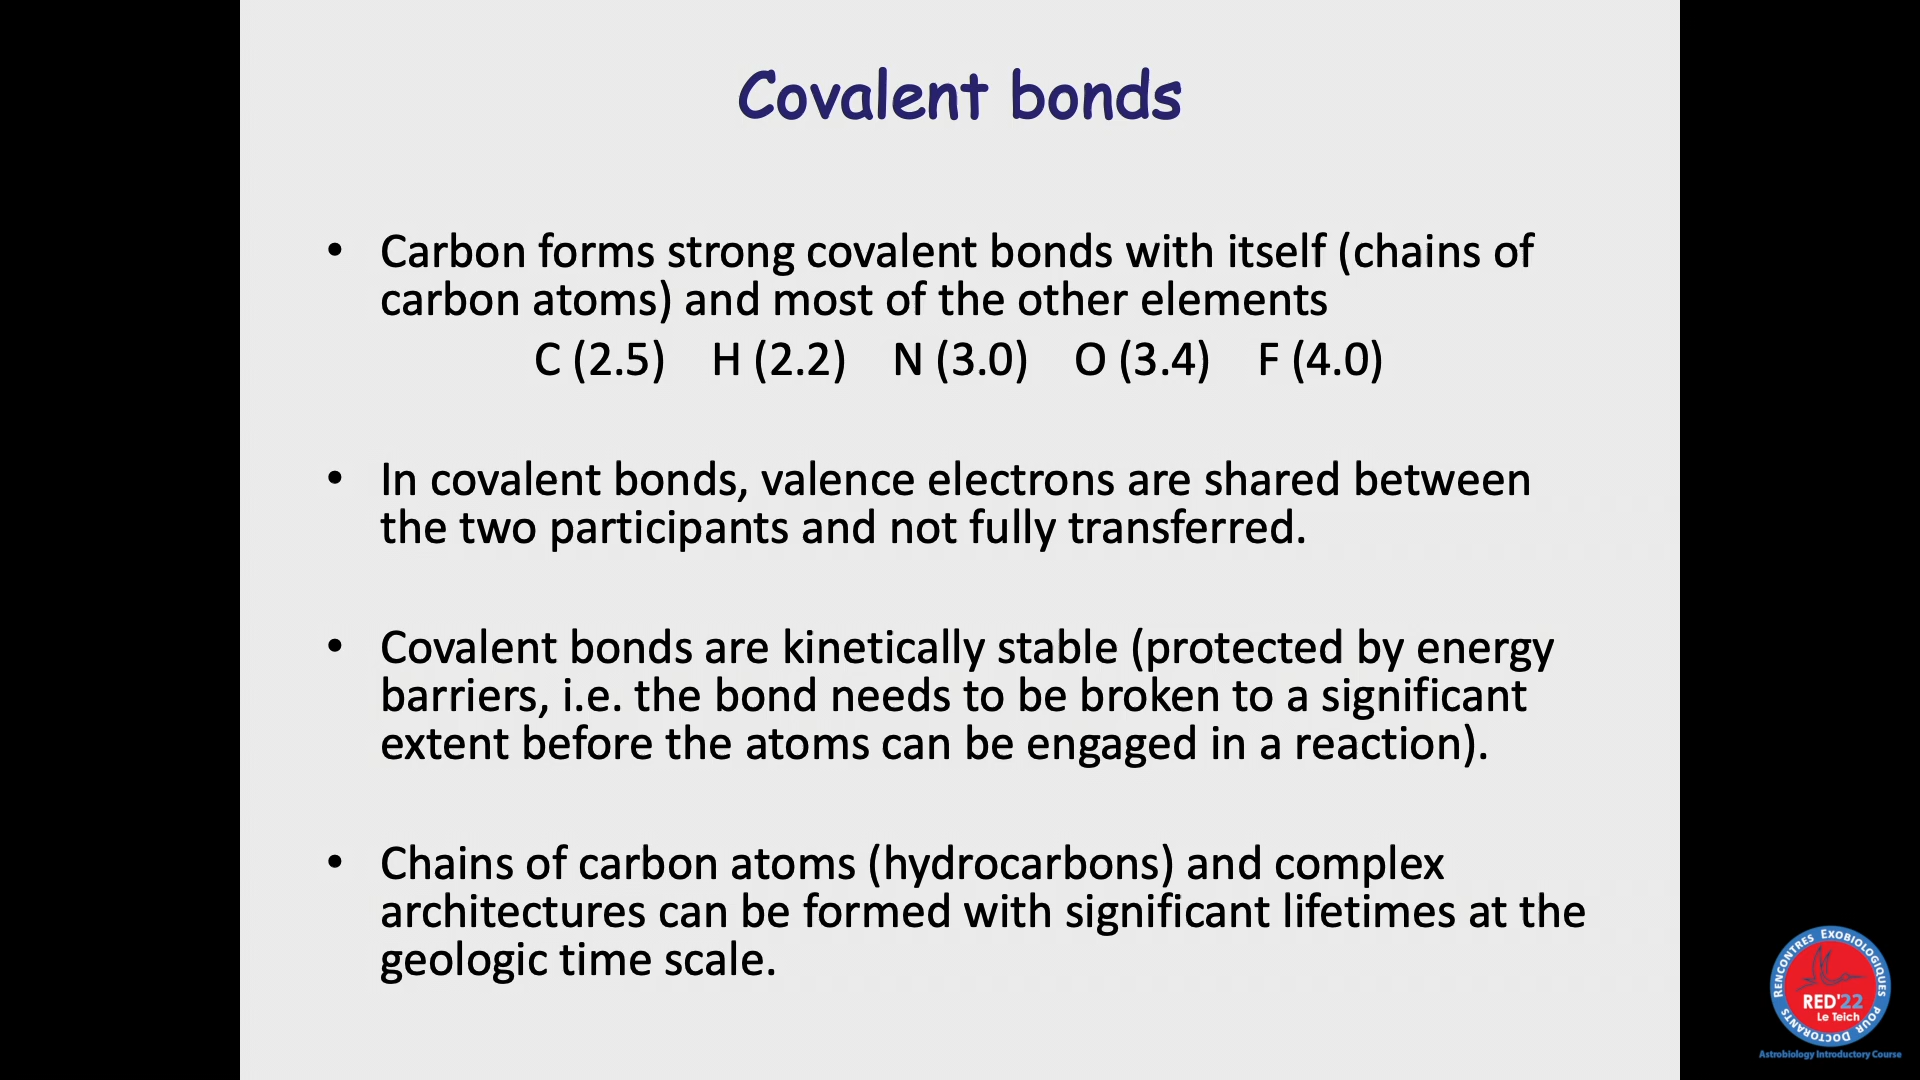 Covalent bonds
• Carbon forms strong covalent bonds with itself (chains of
carbon atoms) and most of the other elements
C (2.5) H (2.2) N (3.0) O (3.4) F (4.0)
• In covalent bonds, valence electrons are shared between
the two participants and not fully transferred.
• Covalent bonds are kinetically stable (protected by energy
barriers, i.e. the bond needs to be broken to a significant
extent before the atoms can be engaged in a reaction).
• Chains of carbon atoms (hydrocarbons) and complex
architectures can be formed with significant lifetimes at the
geologic time scale.
RENCONTRES EXOBIOLOGIQUES POUR DOCTORANTS
RED'22
Le Teich
Astrobiology Introductory Course